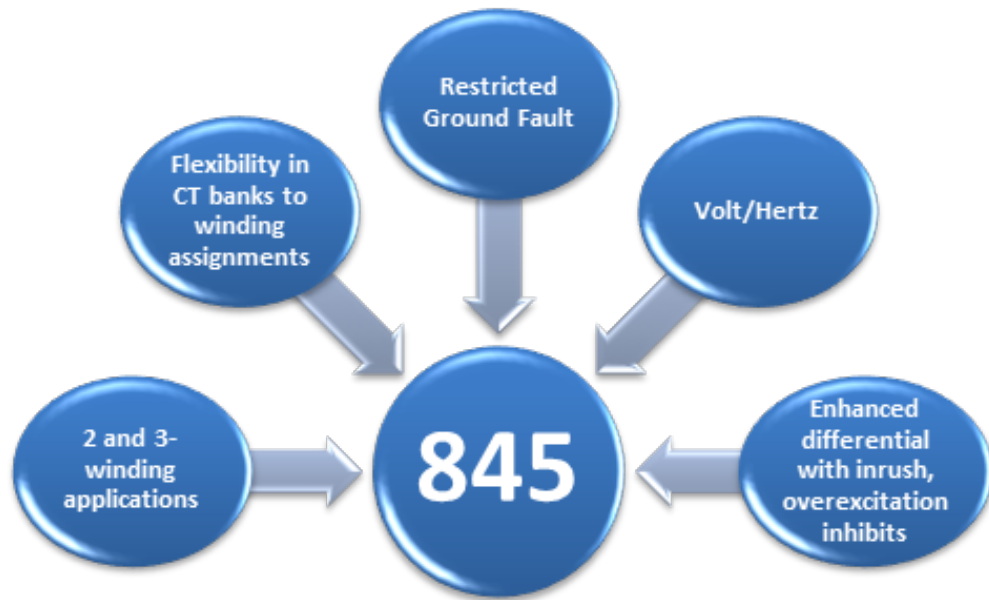 Restricted
Ground Fault
Flexibility in
CT banks to
winding
assignments
Volt/Hertz
2 and 3-
winding
applications
845
Enhanced
differential
with inrush,
overexcitation
inhibits